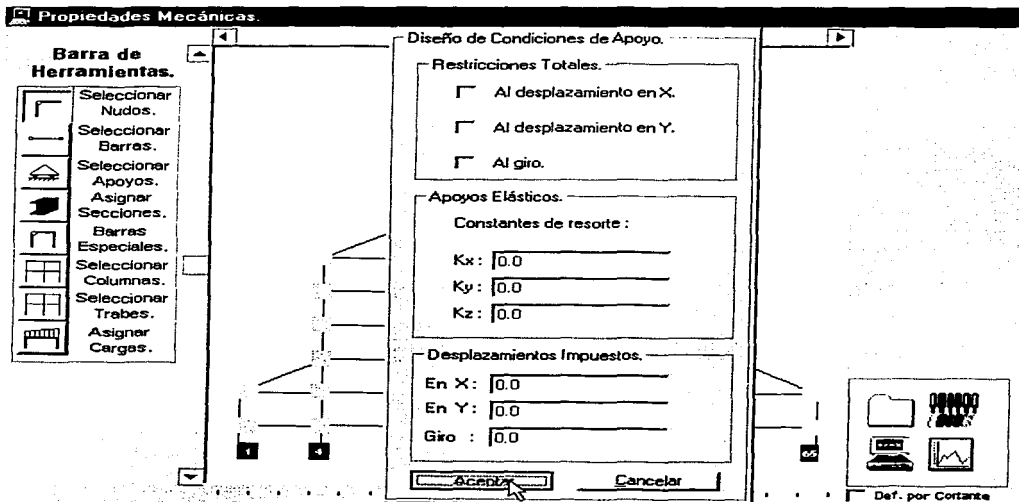 Propiedades Mecánicas.
Barra de
Herramientas.
Seleccionar
Nudos.
Seleccionar
Barras.
Seleccionar
Apoyos.
Asignar
Secciones.
Barras
Especiales.
Seleccionar
Columnas.
Seleccionar
Trabes.
Asignar
Cargas.
Diseño de Condiciones de Apoyo.
Restricciones Totales.
Al desplazamiento en X.
Al desplazamiento en Y.
Al giro.
Apoyos Elásticos.
Constantes de resorte :
Kx : 0.0
Ky : 0.0
Kz : 0.0
Desplazamientos Impuestos.
En X: 0.0
En Y: 0.0
Giro : 0.0
Aceptar Cancelar
1 4 65
Def. por Cortante